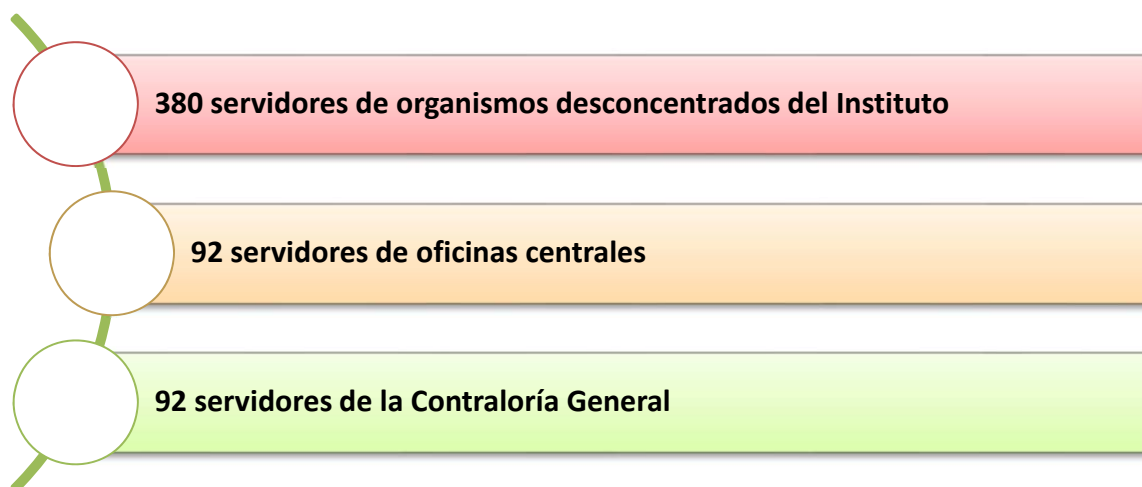 380 servidores de organismos desconcentrados del Instituto
92 servidores de oficinas centrales
92 servidores de la Contraloría General